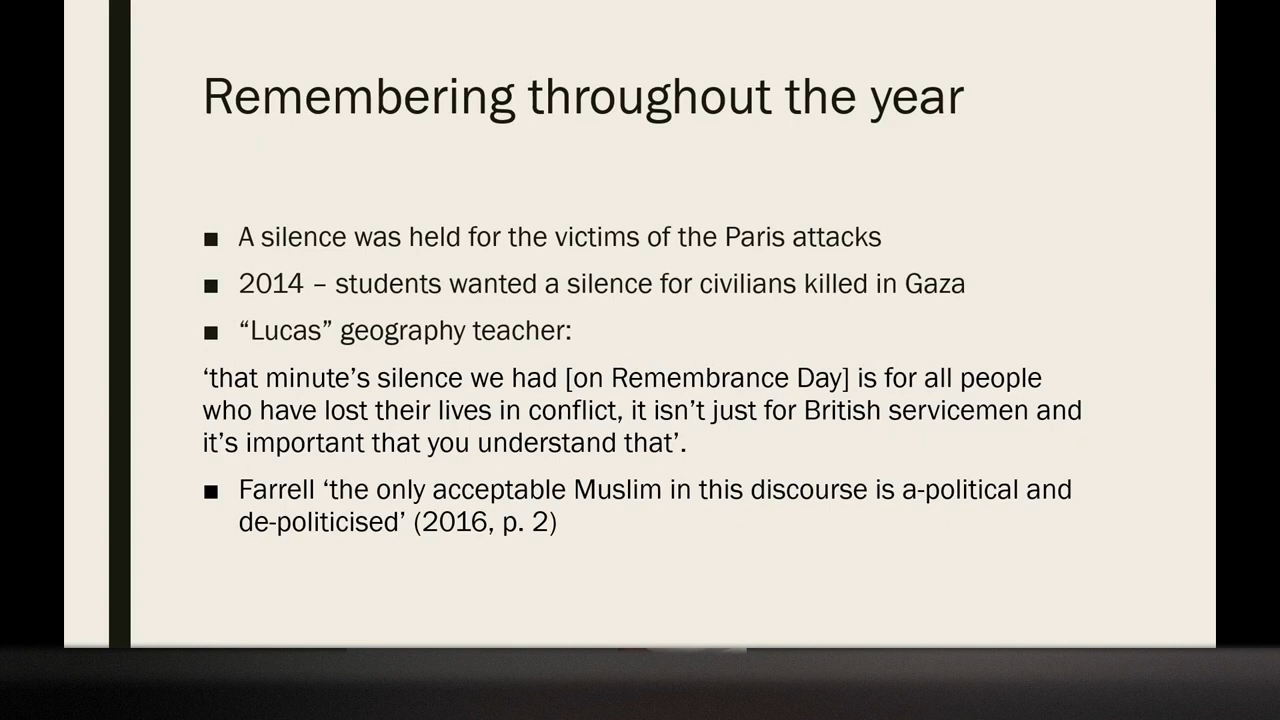 Remembering throughout the year
■ A silence was held for the victims of the Paris attacks
■ 2014 – students wanted a silence for civilians killed in Gaza
■ “Lucas” geography teacher:
‘that minute’s silence we had [on Remembrance Day] is for all people
who have lost their lives in conflict, it isn’t just for British servicemen and
it’s important that you understand that’.
■ Farrell ‘the only acceptable Muslim in this discourse is a-political and
de-politicised’ (2016, p. 2)